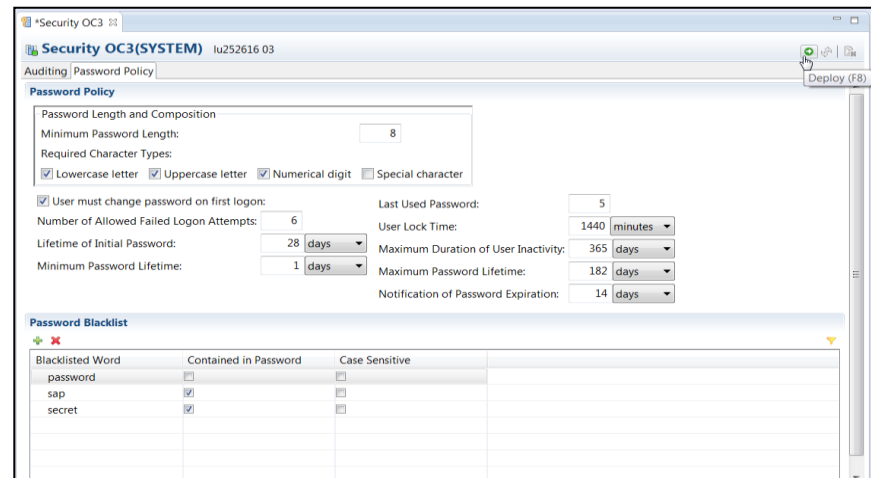 *Security OC3
Security OC3(SYSTEM) lu252616 03
Deploy (F8)
Auditing Password Policy
Password Policy
Password Length and Composition
Minimum Password Length: 8
Required Character Types:
Lowercase letter Uppercase letter Numerical digit Special character
User must change password on first logon:
Number of Allowed Failed Logon Attempts: 6
Lifetime of Initial Password: 28 days
Minimum Password Lifetime: 1 days
Last Used Password: 5
User Lock Time: 1440 minutes
Maximum Duration of User Inactivity: 365 days
Maximum Password Lifetime: 182 days
Notification of Password Expiration: 14 days
Password Blacklist
Blacklisted Word Contained in Password Case Sensitive
password
sap
secret